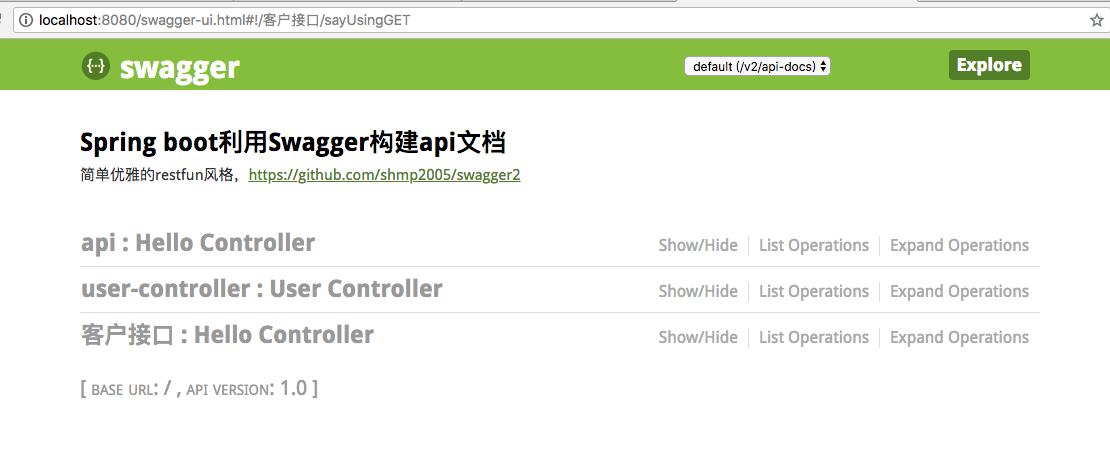 localhost:8080/swagger-ui.html#!/客户接口/sayUsingGET
{··} swagger default (/v2/api-docs) Explore
Spring boot利用Swagger构建api文档
简单优雅的restfun风格，https://github.com/shmp2005/swagger2
api : Hello Controller Show/Hide List Operations Expand Operations
user-controller : User Controller Show/Hide List Operations Expand Operations
客户接口 : Hello Controller Show/Hide List Operations Expand Operations
[ BASE URL: / , API VERSION: 1.0 ]